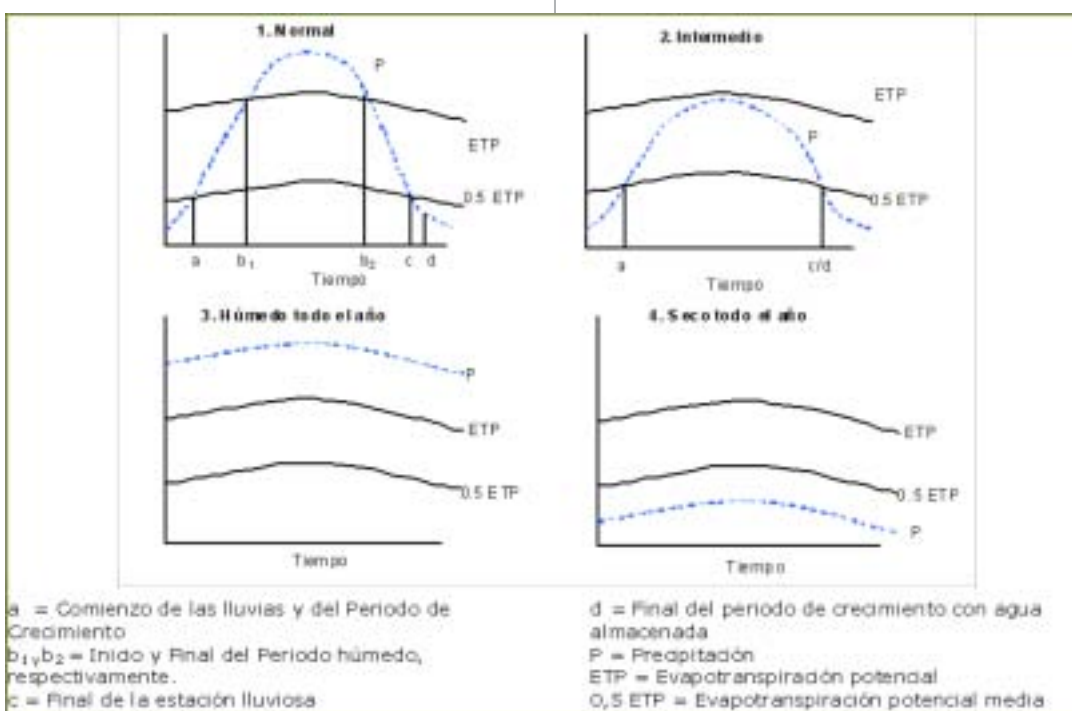 1. Normal
P
ETP
0.5 ETP
a b₁ b₂ c d
Tiempo
2. Intermedio
ETP
P
0.5 ETP
a c/d
Tiempo
3. Húmedo todo el año
P
ETP
0.5 ETP
Tiempo
4. Seco todo el año
ETP
0.5 ETP
P
Tiempo
a = Comienzo de las lluvias y del Periodo de
Crecimiento
b₁ y b₂ = Inicio y Final del Periodo húmedo,
respectivamente.
c = Final de la estación lluviosa
d = Final del periodo de crecimiento con agua
almacenada
P = Precipitación
ETP = Evapotranspiración potencial
0,5 ETP = Evapotranspiración potencial media